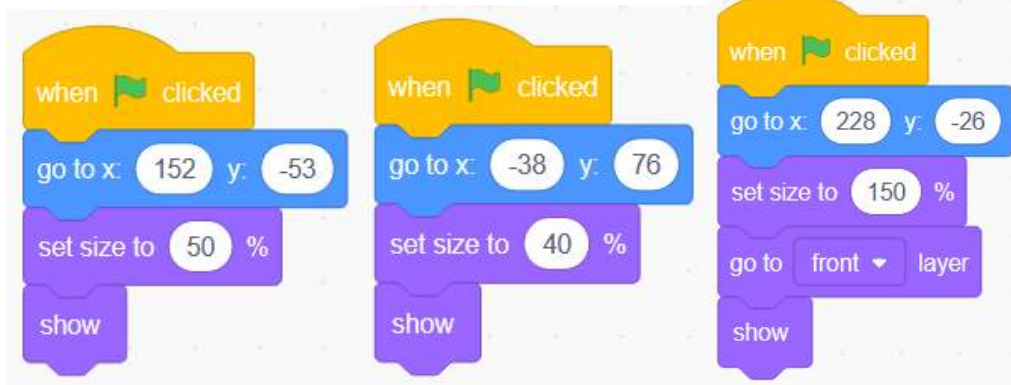 when clicked
go to x: 152 y: -53
set size to 50 %
show
when clicked
go to x: -38 y: 76
set size to 40 %
show
when clicked
go to x: 228 y: -26
set size to 150 %
go to front layer
show